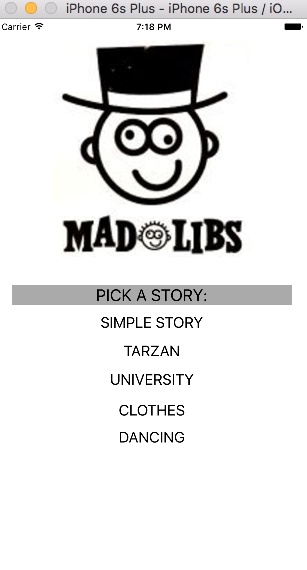 iPhone 6s Plus - iPhone 6s Plus / iO...
Carrier 7:18 PM
MAD LIBS
PICK A STORY:
SIMPLE STORY
TARZAN
UNIVERSITY
CLOTHES
DANCING